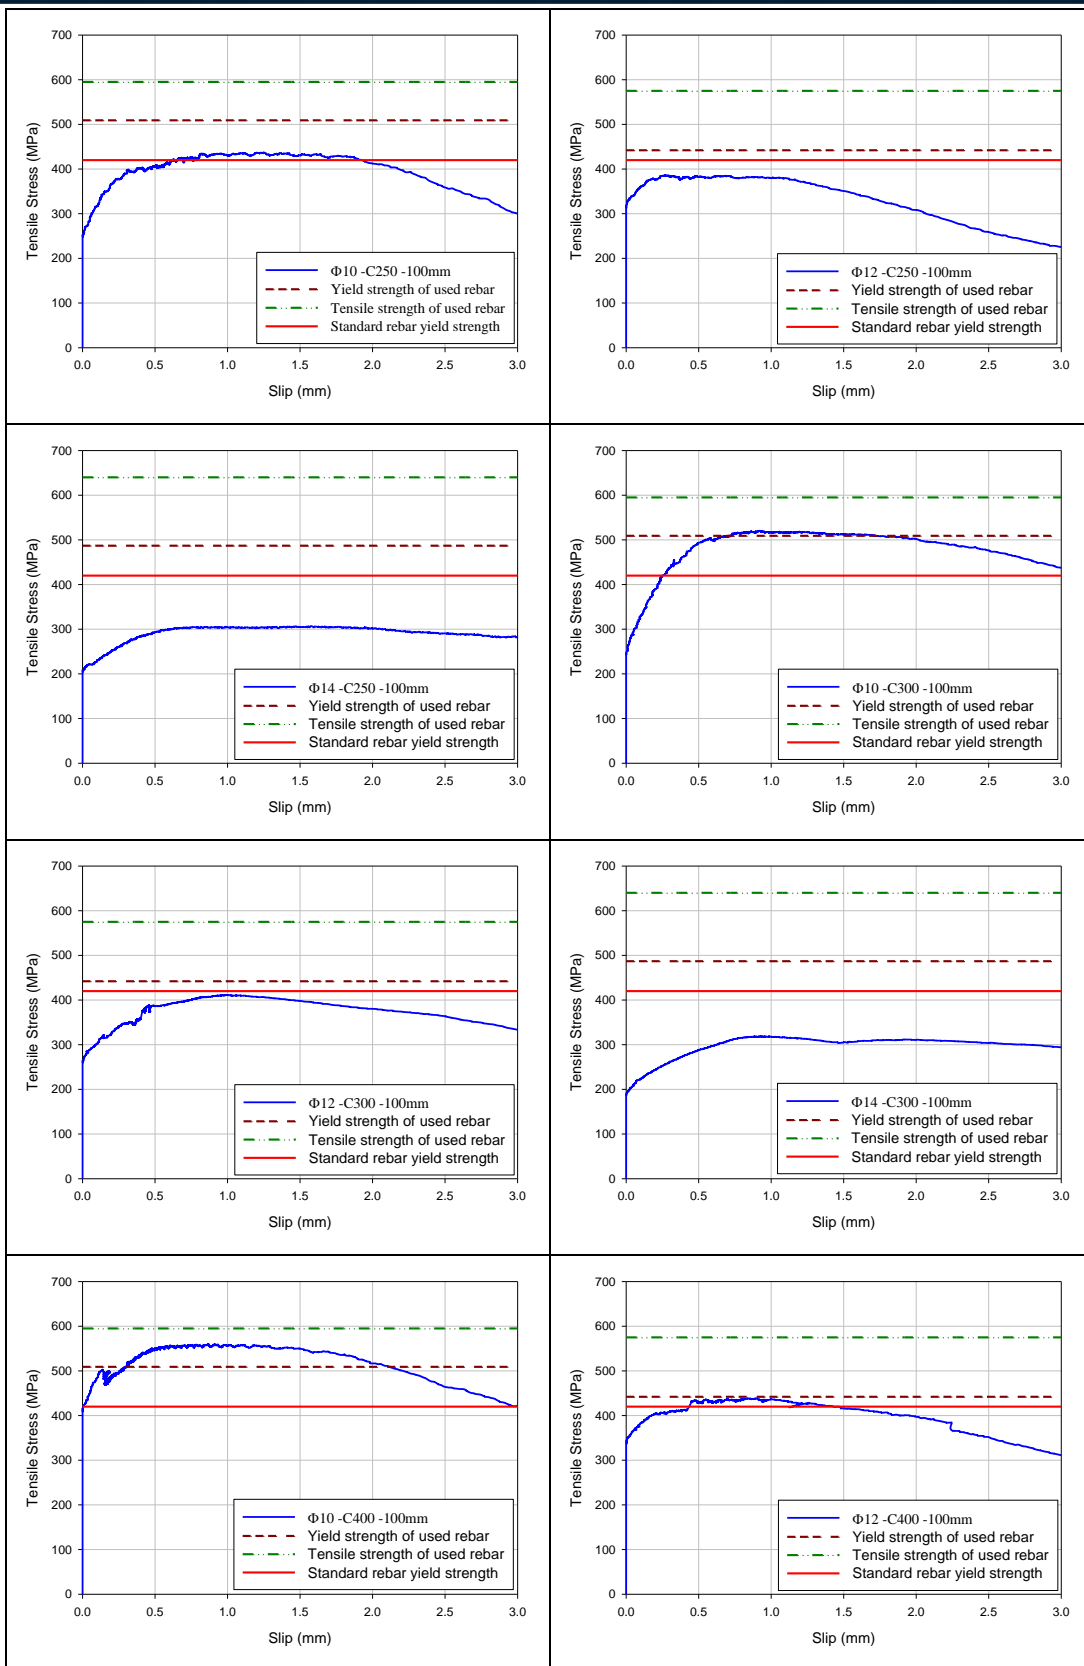 700
600
500
400
300
200
100
0
Tensile Stress (MPa)
Φ10 -C250 -100mm
Yield strength of used rebar
Tensile strength of used rebar
Standard rebar yield strength
0.0 0.5 1.0 1.5 2.0 2.5 3.0
Slip (mm)
700
600
500
400
300
200
100
0
Tensile Stress (MPa)
Φ12 -C250 -100mm
Yield strength of used rebar
Tensile strength of used rebar
Standard rebar yield strength
0.0 0.5 1.0 1.5 2.0 2.5 3.0
Slip (mm)
700
600
500
400
300
200
100
0
Tensile Stress (MPa)
Φ14 -C250 -100mm
Yield strength of used rebar
Tensile strength of used rebar
Standard rebar yield strength
0.0 0.5 1.0 1.5 2.0 2.5 3.0
Slip (mm)
700
600
500
400
300
200
100
0
Tensile Stress (MPa)
Φ10 -C300 -100mm
Yield strength of used rebar
Tensile strength of used rebar
Standard rebar yield strength
0.0 0.5 1.0 1.5 2.0 2.5 3.0
Slip (mm)
700
600
500
400
300
200
100
0
Tensile Stress (MPa)
Φ12 -C300 -100mm
Yield strength of used rebar
Tensile strength of used rebar
Standard rebar yield strength
0.0 0.5 1.0 1.5 2.0 2.5 3.0
Slip (mm)
700
600
500
400
300
200
100
0
Tensile Stress (MPa)
Φ14 -C300 -100mm
Yield strength of used rebar
Tensile strength of used rebar
Standard rebar yield strength
0.0 0.5 1.0 1.5 2.0 2.5 3.0
Slip (mm)
700
600
500
400
300
200
100
0
Tensile Stress (MPa)
Φ10 -C400 -100mm
Yield strength of used rebar
Tensile strength of used rebar
Standard rebar yield strength
0.0 0.5 1.0 1.5 2.0 2.5 3.0
Slip (mm)
700
600
500
400
300
200
100
0
Tensile Stress (MPa)
Φ12 -C400 -100mm
Yield strength of used rebar
Tensile strength of used rebar
Standard rebar yield strength
0.0 0.5 1.0 1.5 2.0 2.5 3.0
Slip (mm)